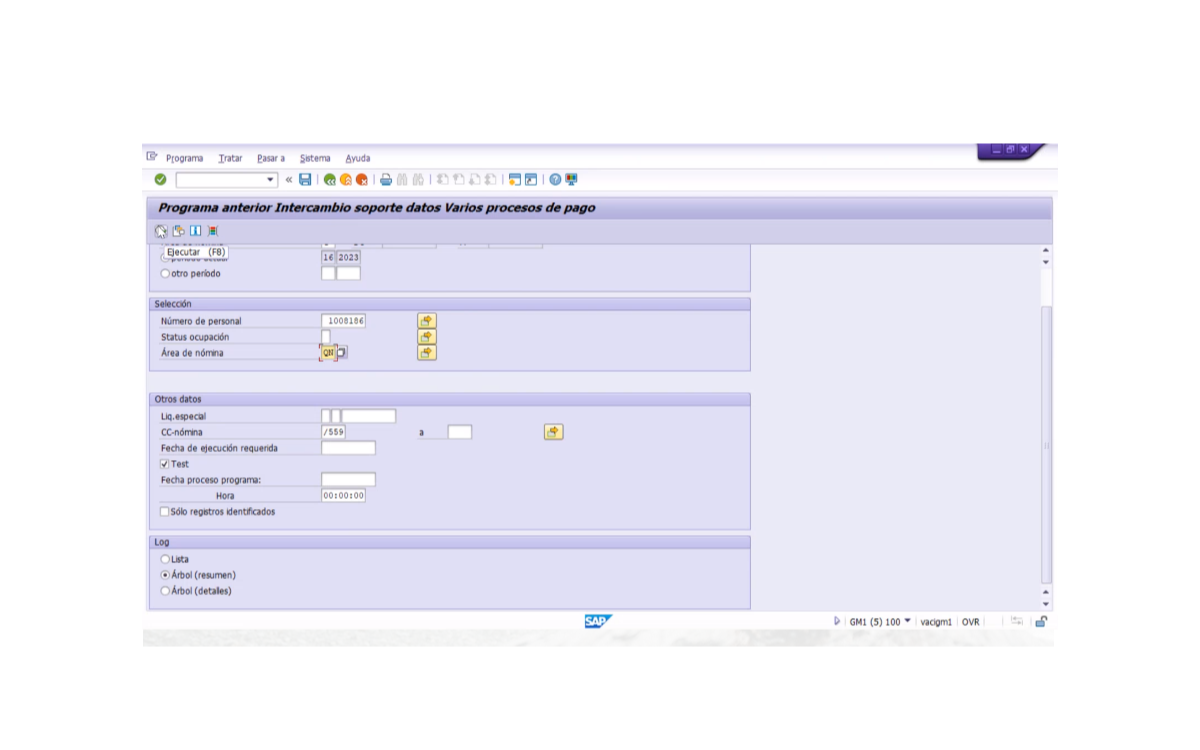 Programa Tratar Pasar a Sistema Ayuda
Programa anterior Intercambio soporte datos Varios procesos de pago
Ejecutar (F8)
16 2023
otro período
Selección
Número de personal 1008186
Status ocupación
Área de nómina QN
Otros datos
Liq.especial
CC-nómina /559 a
Fecha de ejecución requerida
Test
Fecha proceso programa:
Hora 00:00:00
Sólo registros identificados
Log
Lista
Árbol (resumen)
Árbol (detalles)
SAP GM1 (5) 100 vacigm1 OVR